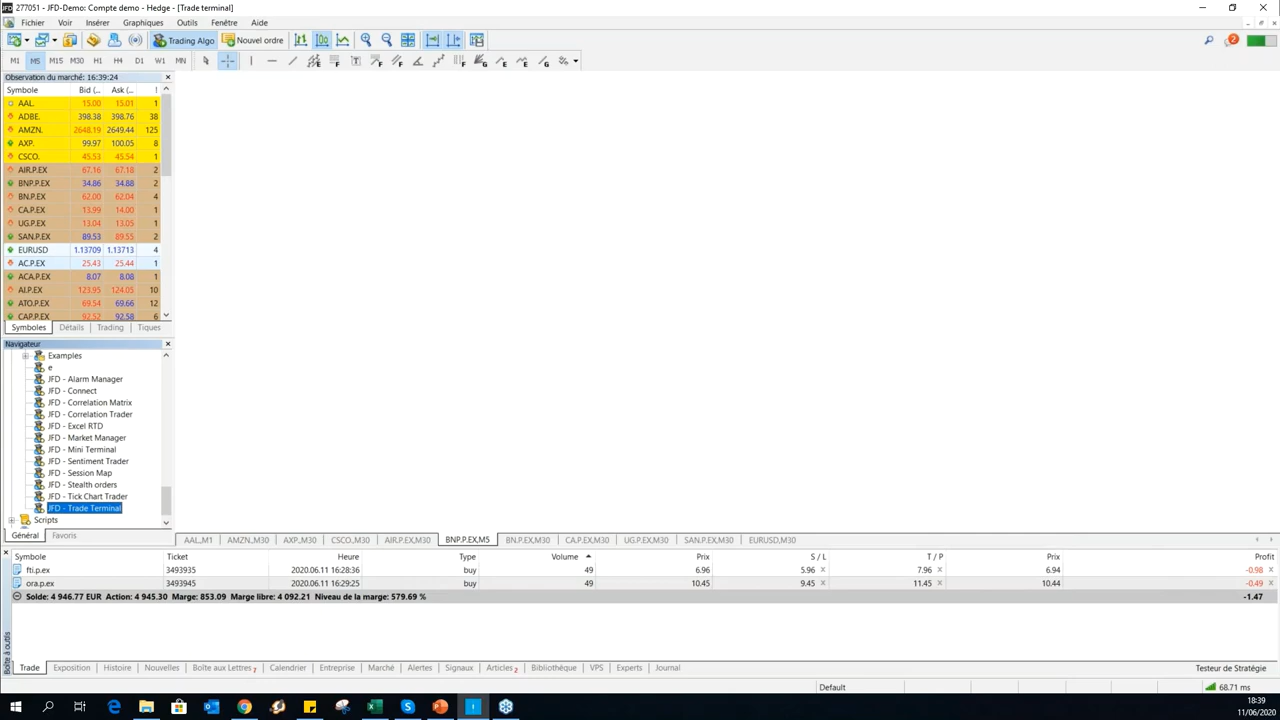 277051 - JFD-Demo: Compte demo - Hedge - [Trade terminal]
Fichier Voir Insérer Graphiques Outils Fenêtre Aide
Trading Algo Nouvel ordre 2
M1 M5 M15 M30 H1 H4 D1 W1 MN
Observation du marché: 16:39:24
Symbole Bid (... Ask (... !
AAL. 15.00 15.01 1
ADBE. 398.38 398.76 38
AMZN. 2648.19 2649.44 125
AXP. 99.97 100.05 8
CSCO. 45.53 45.54 1
AIR.P.EX 67.16 67.18 2
BNP.P.EX 34.86 34.88 2
BN.P.EX 62.00 62.04 4
CA.P.EX 13.99 14.00 1
UG.P.EX 13.04 13.05 1
SAN.P.EX 89.53 89.55 2
EURUSD 1.13709 1.13713 4
AC.P.EX 25.43 25.44 1
ACA.P.EX 8.07 8.08 1
AI.P.EX 123.95 124.05 10
ATO.P.EX 69.54 69.66 12
CAP.P.EX 92.52 92.58 6
Symboles Détails Trading Tiques
Navigateur
Examples
e
JFD - Alarm Manager
JFD - Connect
JFD - Correlation Matrix
JFD - Correlation Trader
JFD - Excel RTD
JFD - Market Manager
JFD - Mini Terminal
JFD - Sentiment Trader
JFD - Session Map
JFD - Stealth orders
JFD - Tick Chart Trader
JFD - Trade Terminal
Scripts
Général Favoris
AAL.,M1 AMZN.,M30 AXP.,M30 CSCO.,M30 AIR.P.EX,M30 BNP.P.EX,M5 BN.P.EX,M30 CA.P.EX,M30 UG.P.EX,M30 SAN.P.EX,M30 EURUSD,M30
Symbole Ticket Heure Type Volume Prix S / L T / P Prix Profit
fti.p.ex 3493935 2020.06.11 16:28:36 buy 49 6.96 5.96 7.96 6.94 -0.98
ora.p.ex 3493945 2020.06.11 16:29:25 buy 49 10.45 9.45 11.45 10.44 -0.49
Solde: 4 946.77 EUR Action: 4 945.30 Marge: 853.09 Marge libre: 4 092.21 Niveau de la marge: 579.69 % -1.47
Boîte à outils
Trade Exposition Histoire Nouvelles Boîte aux Lettres 7 Calendrier Entreprise Marché Alertes Signaux Articles 2 Bibliothèque VPS Experts Journal Testeur de Stratégie
Default 68.71 ms
18:39
11/06/2020